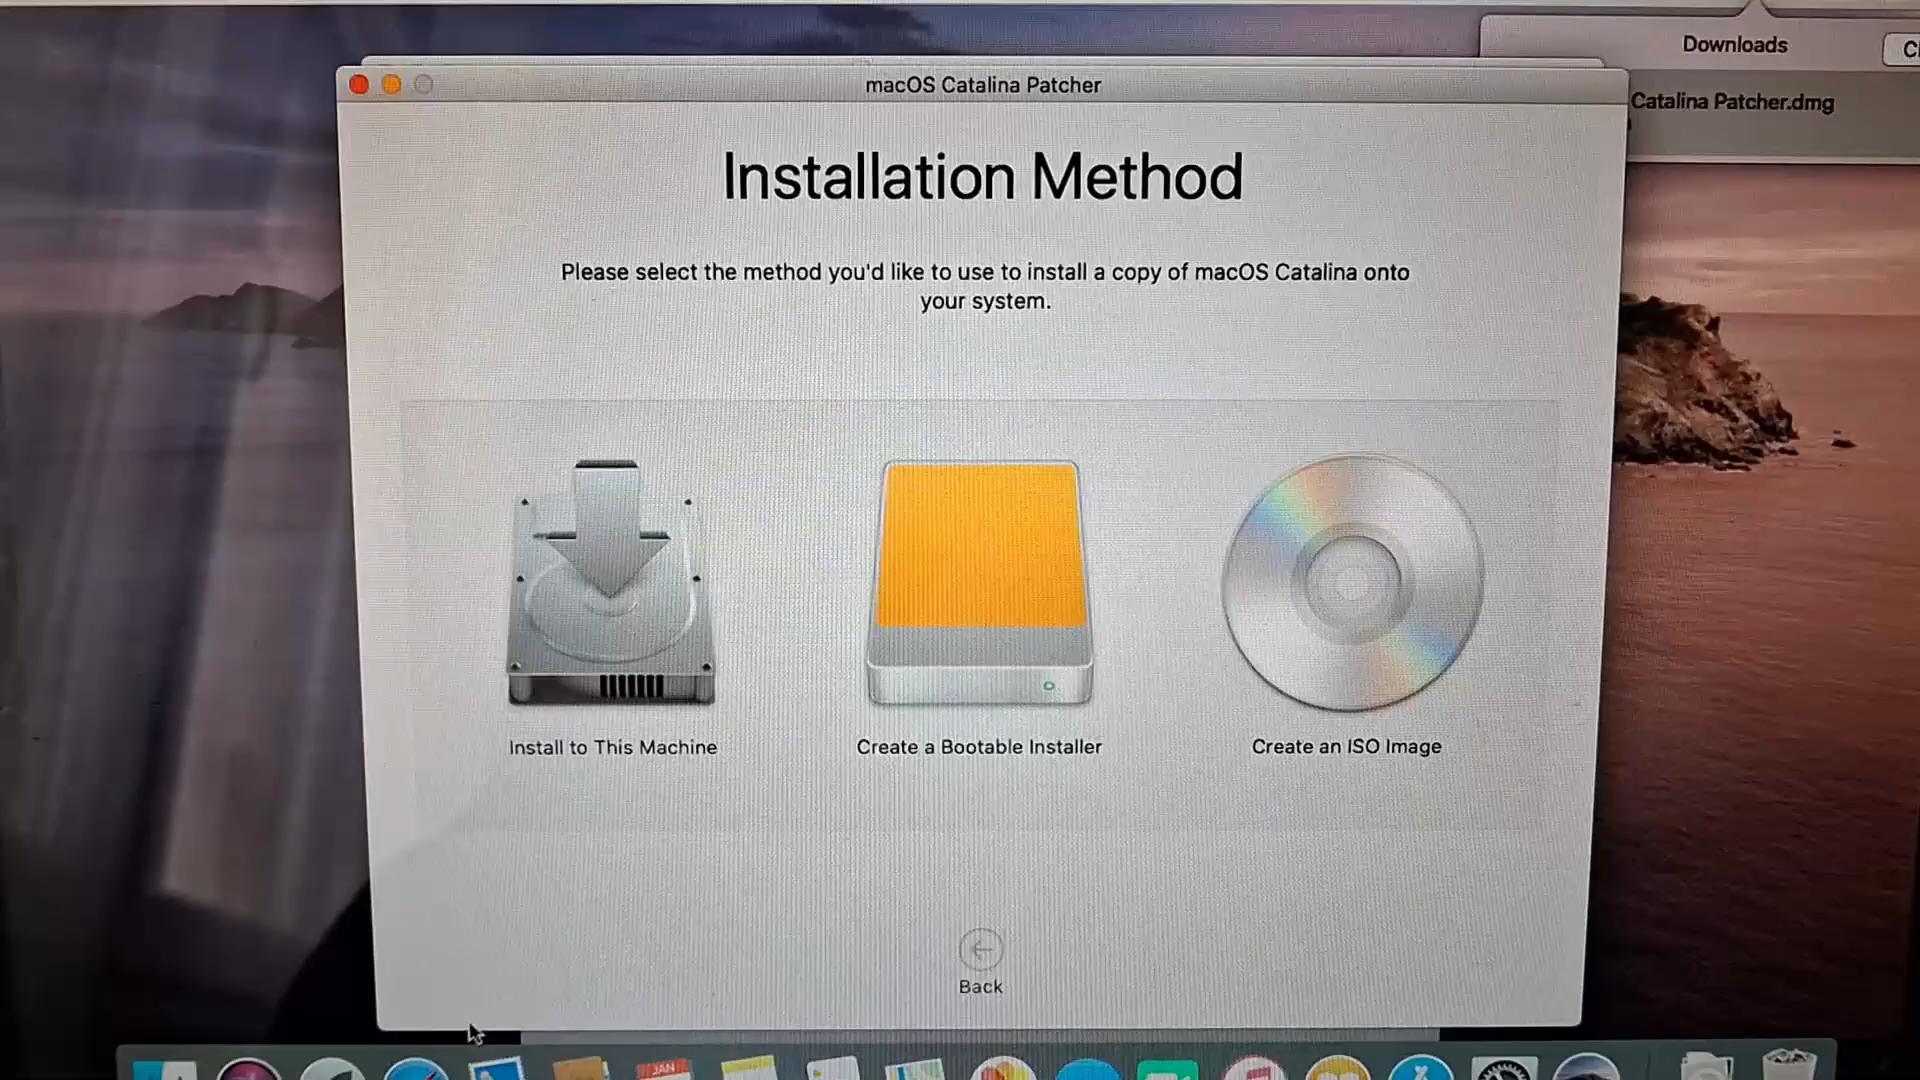 Downloads
macOS Catalina Patcher
Catalina Patcher.dmg
Installation Method
Please select the method you'd like to use to install a copy of macOS Catalina onto
your system.
Install to This Machine
Create a Bootable Installer
Create an ISO Image
Back
JAN